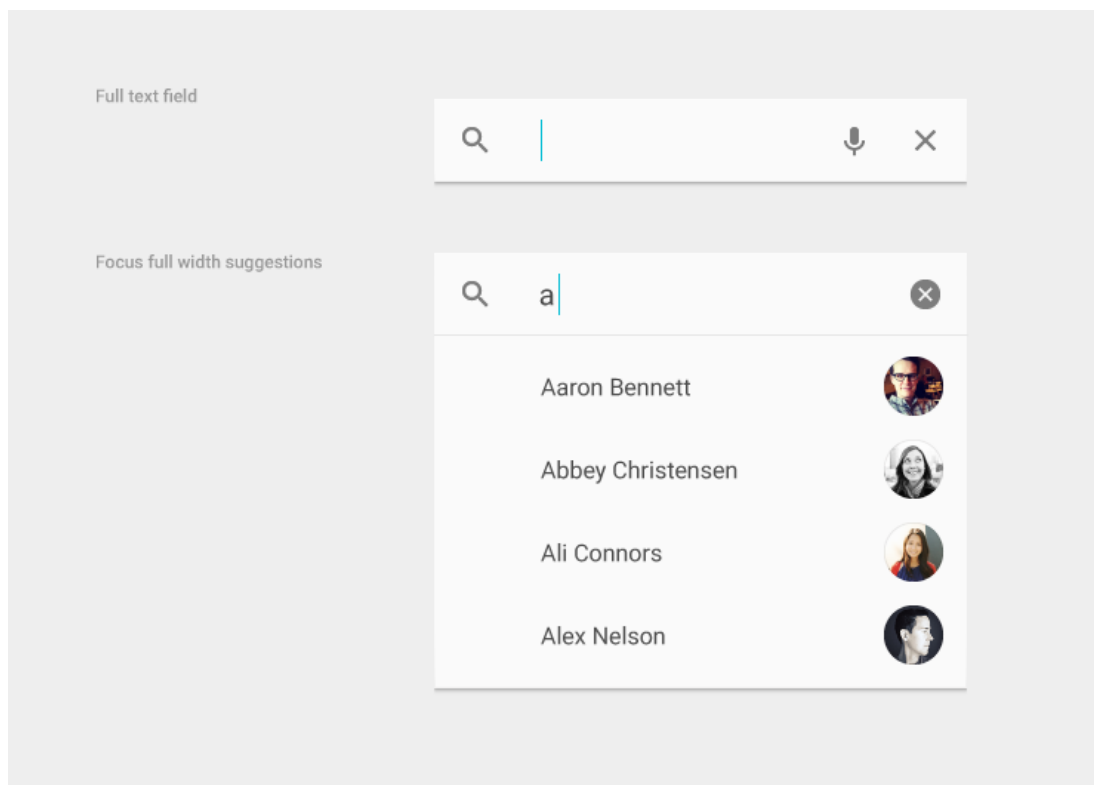 Full text field
Focus full width suggestions
a
Aaron Bennett
Abbey Christensen
Ali Connors
Alex Nelson